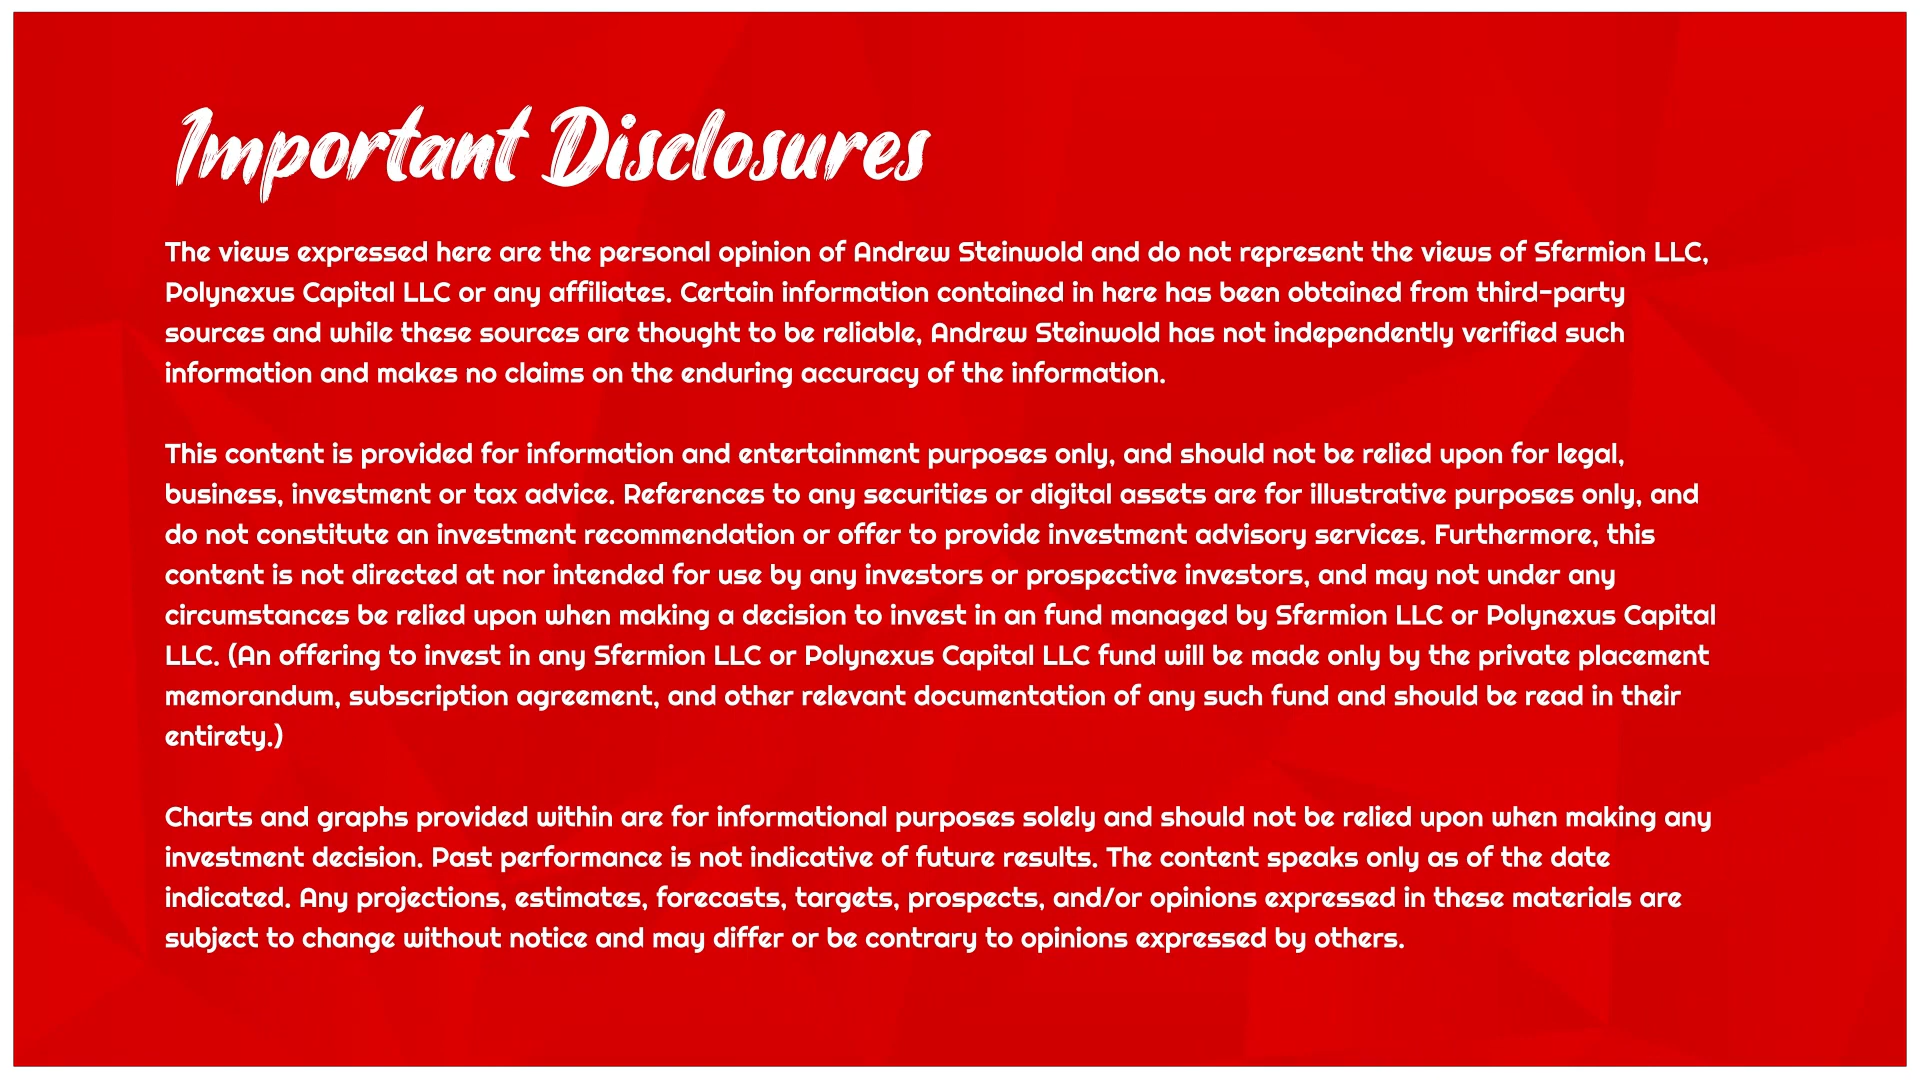 Important Disclosures
The views expressed here are the personal opinion of Andrew Steinwold and do not represent the views of Sfermion LLC,
Polynexus Capital LLC or any affiliates. Certain information contained in here has been obtained from third-party
sources and while these sources are thought to be reliable, Andrew Steinwold has not independently verified such
information and makes no claims on the enduring accuracy of the information.
This content is provided for information and entertainment purposes only, and should not be relied upon for legal,
business, investment or tax advice. References to any securities or digital assets are for illustrative purposes only, and
do not constitute an investment recommendation or offer to provide investment advisory services. Furthermore, this
content is not directed at nor intended for use by any investors or prospective investors, and may not under any
circumstances be relied upon when making a decision to invest in an fund managed by Sfermion LLC or Polynexus Capital
LLC. (An offering to invest in any Sfermion LLC or Polynexus Capital LLC fund will be made only by the private placement
memorandum, subscription agreement, and other relevant documentation of any such fund and should be read in their
entirety.)
Charts and graphs provided within are for informational purposes solely and should not be relied upon when making any
investment decision. Past performance is not indicative of future results. The content speaks only as of the date
indicated. Any projections, estimates, forecasts, targets, prospects, and/or opinions expressed in these materials are
subject to change without notice and may differ or be contrary to opinions expressed by others.